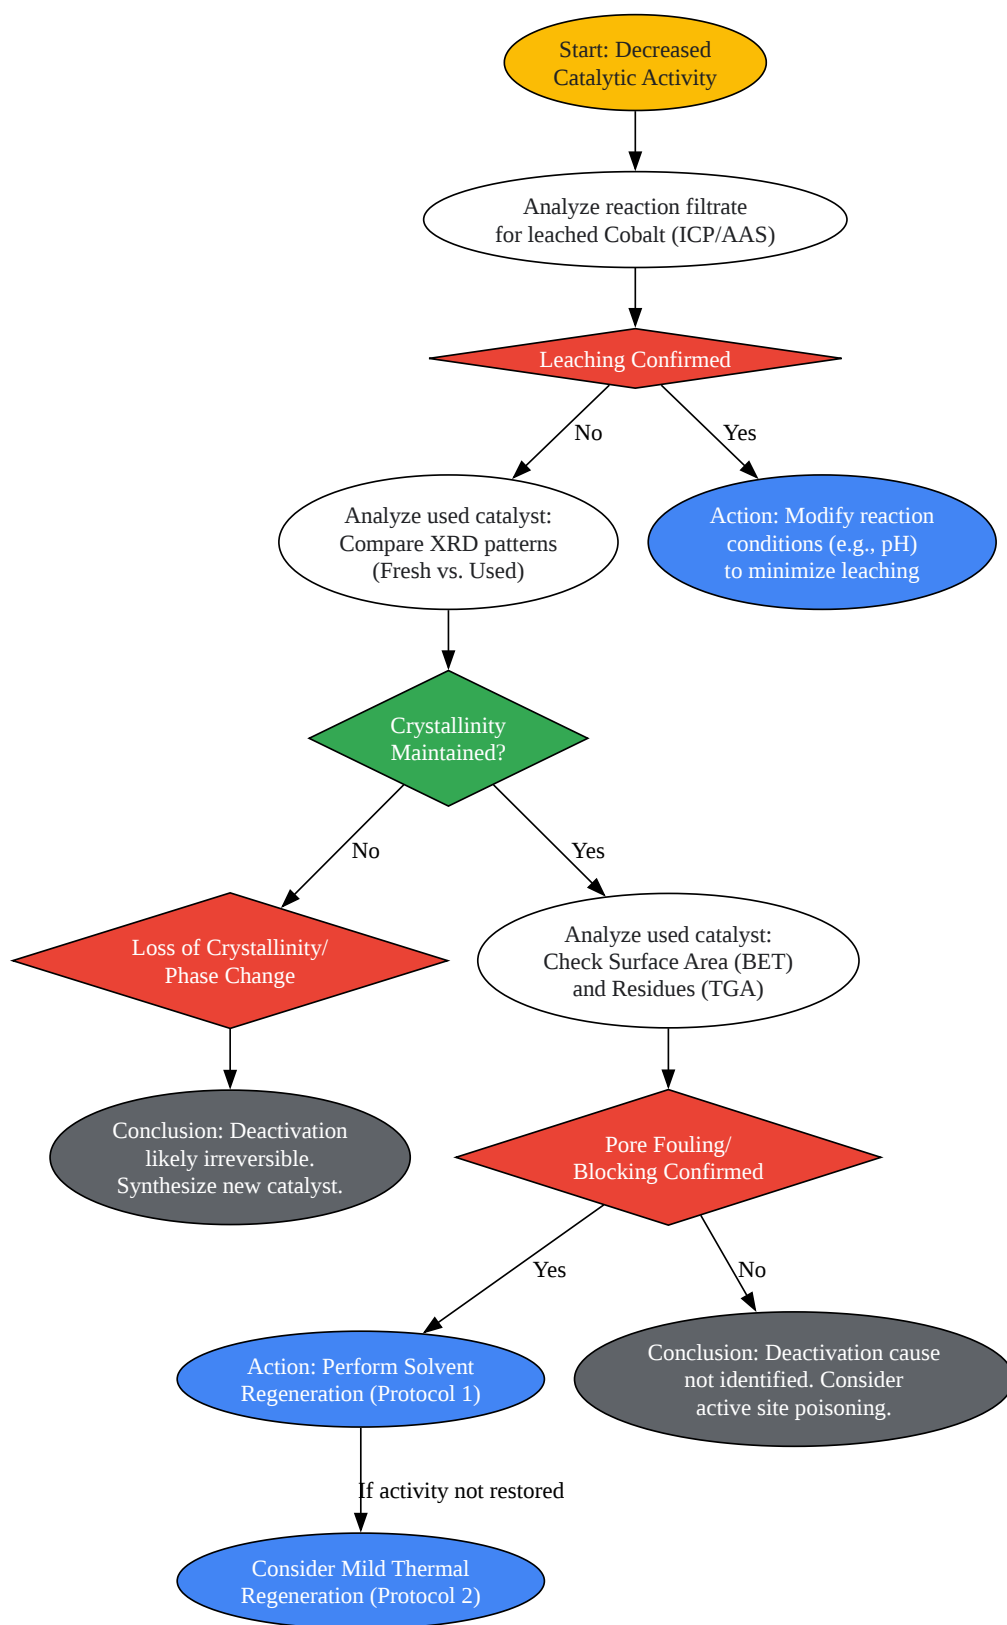 Start: Decreased
Catalytic Activity
Analyze reaction filtrate
for leached Cobalt (ICP/AAS)
Leaching Confirmed
No
Yes
Analyze used catalyst:
Compare XRD patterns
(Fresh vs. Used)
Action: Modify reaction
conditions (e.g., pH)
to minimize leaching
Crystallinity
Maintained?
No
Yes
Loss of Crystallinity/
Phase Change
Analyze used catalyst:
Check Surface Area (BET)
and Residues (TGA)
Conclusion: Deactivation
likely irreversible.
Synthesize new catalyst.
Pore Fouling/
Blocking Confirmed
Yes
No
Action: Perform Solvent
Regeneration (Protocol 1)
Conclusion: Deactivation cause
not identified. Consider
active site poisoning.
If activity not restored
Consider Mild Thermal
Regeneration (Protocol 2)